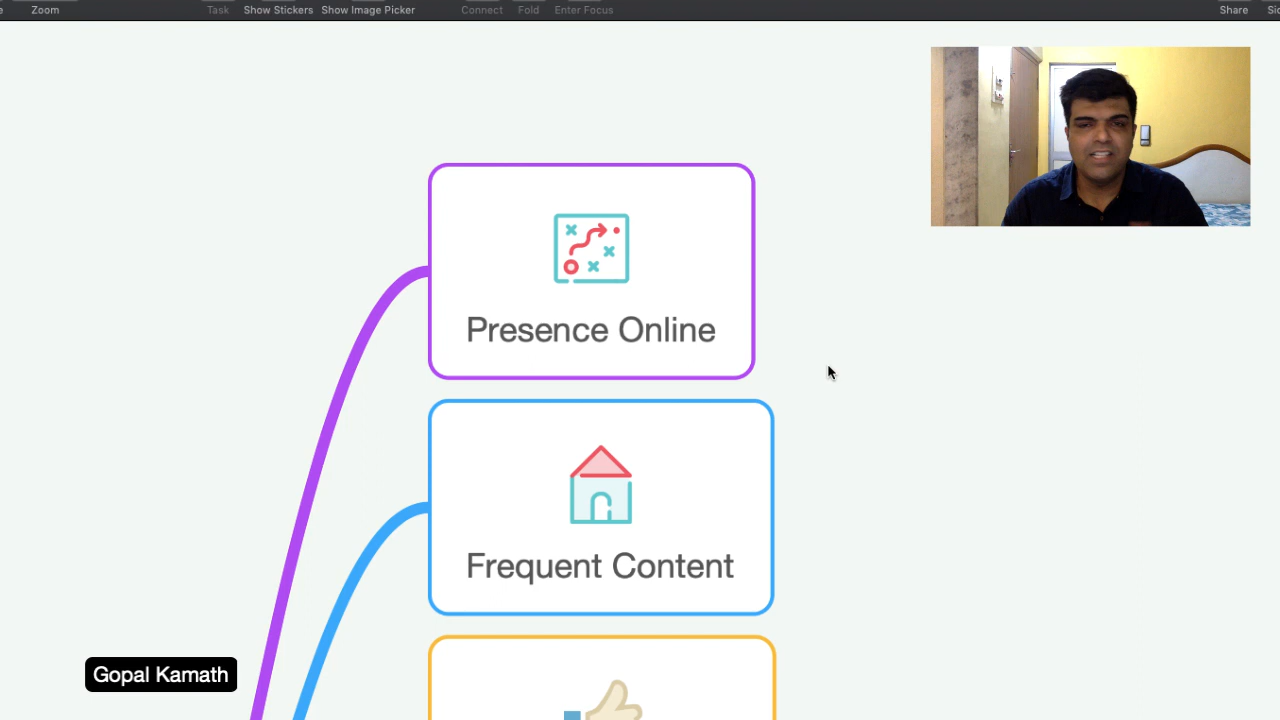 Zoom
Task
Show Stickers
Show Image Picker
Connect
Fold
Enter Focus
Share
Presence Online
Frequent Content
Gopal Kamath